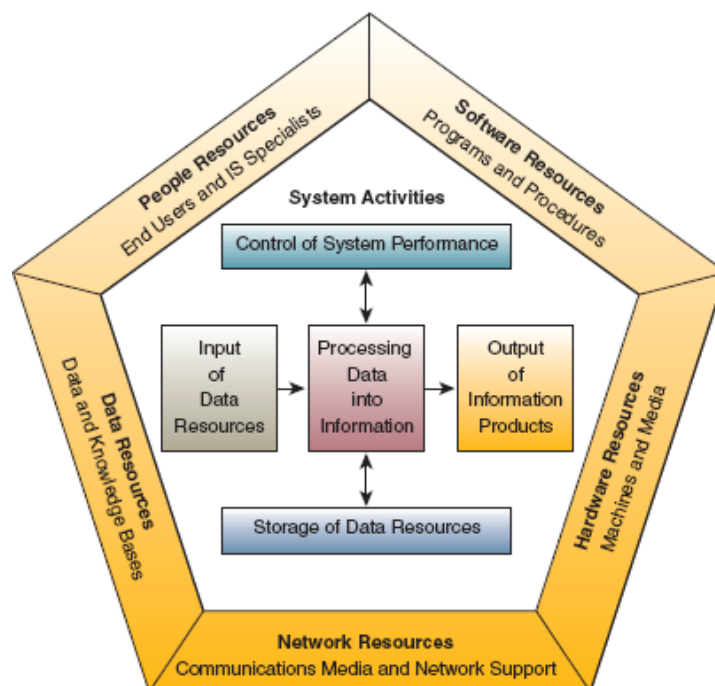 People Resources
End Users and IS Specialists
Software Resources
Programs and Procedures
System Activities
Control of System Performance
Input
of
Data
Resources
Processing
Data
into
Information
Output
of
Information
Products
Storage of Data Resources
Data Resources
Data and Knowledge Bases
Hardware Resources
Machines and Media
Network Resources
Communications Media and Network Support